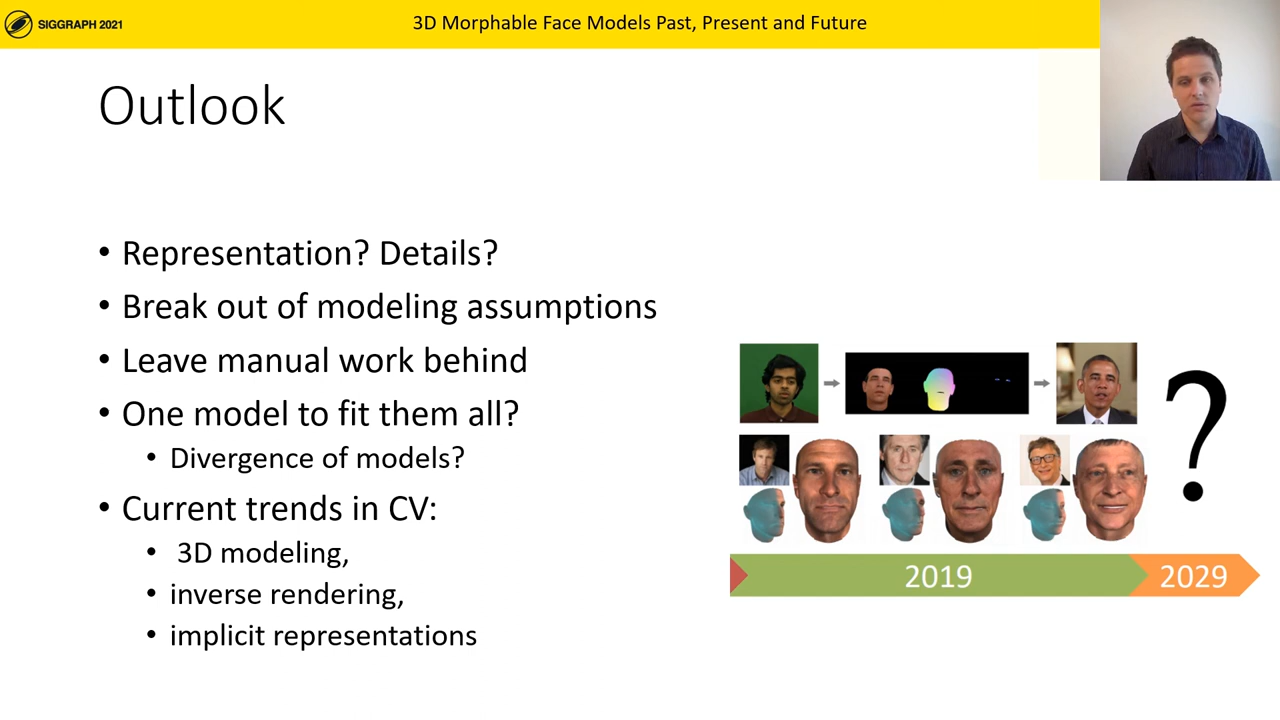 SIGGRAPH 2021
3D Morphable Face Models Past, Present and Future
Outlook
• Representation? Details?
• Break out of modeling assumptions
• Leave manual work behind
• One model to fit them all?
• Divergence of models?
• Current trends in CV:
• 3D modeling,
• inverse rendering,
• implicit representations
?
2019
2029